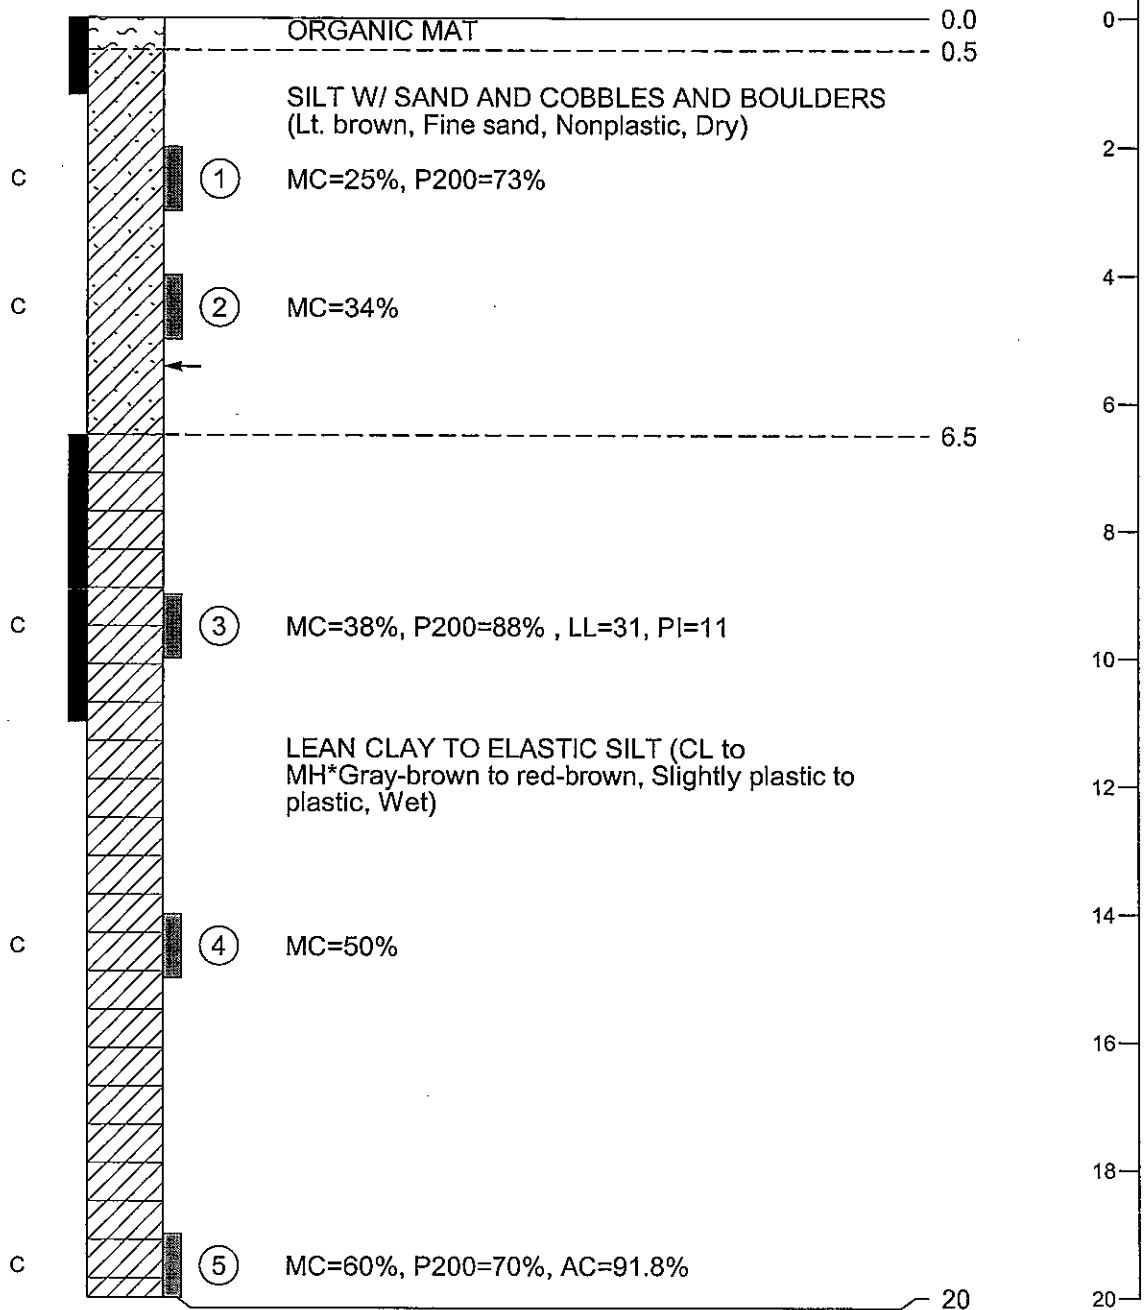 ORGANIC MAT
0.0
0
0.5
SILT W/ SAND AND COBBLES AND BOULDERS
(Lt. brown, Fine sand, Nonplastic, Dry)
2
C
1
MC=25%, P200=73%
4
C
2
MC=34%
6
6.5
8
C
3
MC=38%, P200=88% , LL=31, PI=11
10
LEAN CLAY TO ELASTIC SILT (CL to
MH*Gray-brown to red-brown, Slightly plastic to
plastic, Wet)
12
14
C
4
MC=50%
16
18
C
5
MC=60%, P200=70%, AC=91.8%
20
20